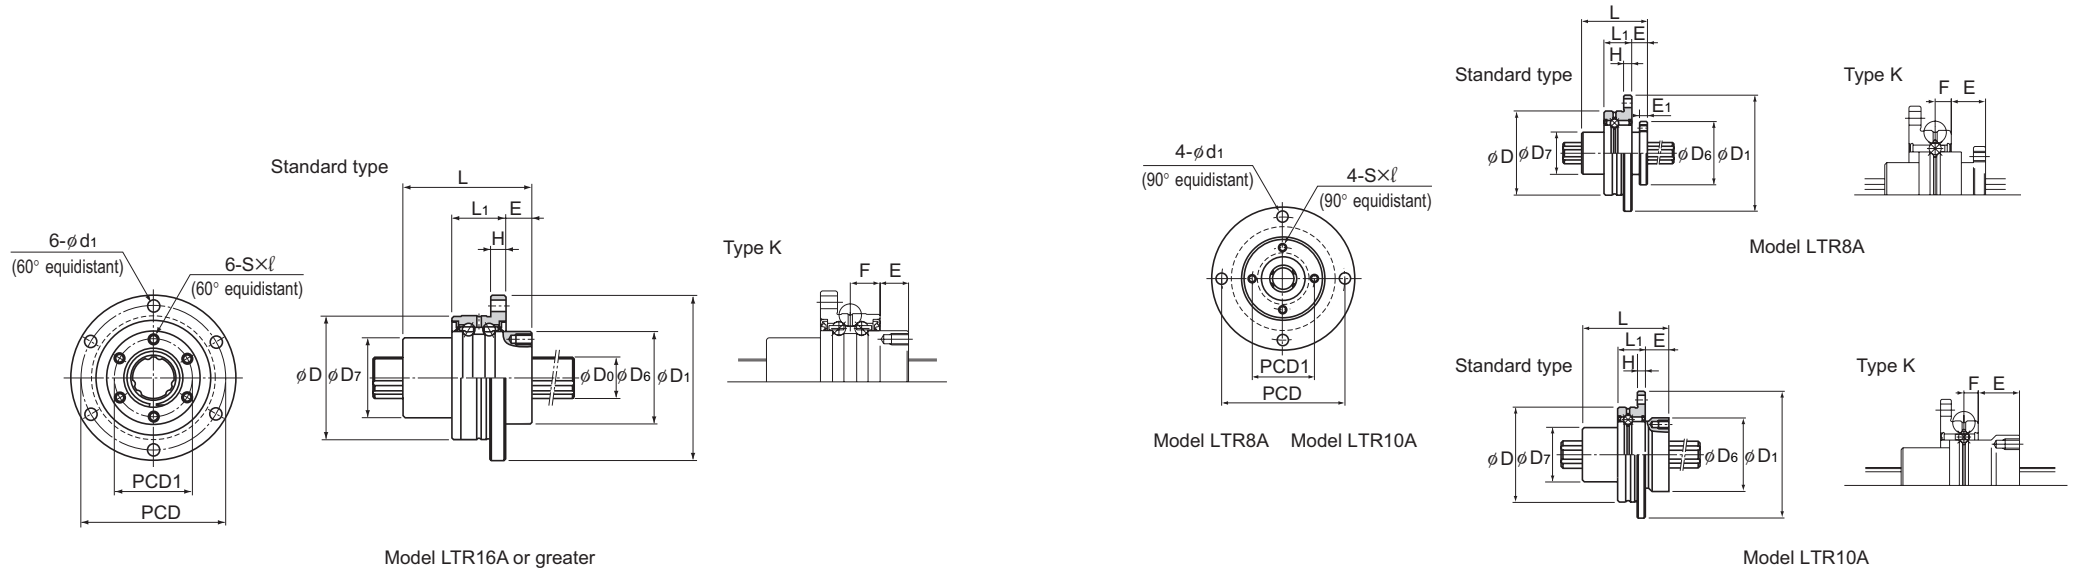 Standard type
L
L1 E
H
6-φd1
(60° equidistant)
6-S×ℓ
(60° equidistant)
φD φD7
φD0 φD6 φD1
PCD1
PCD
Type K
F E
Model LTR16A or greater
4-φd1
(90° equidistant)
4-S×ℓ
(90° equidistant)
PCD1
PCD
Model LTR8A Model LTR10A
Standard type
L
L1 E
H
E1
φD φD7
φD6 φD1
Type K
F E
Model LTR8A
Standard type
L
L1 E
H
φD φD7
φD6 φD1
Type K
F E
Model LTR10A